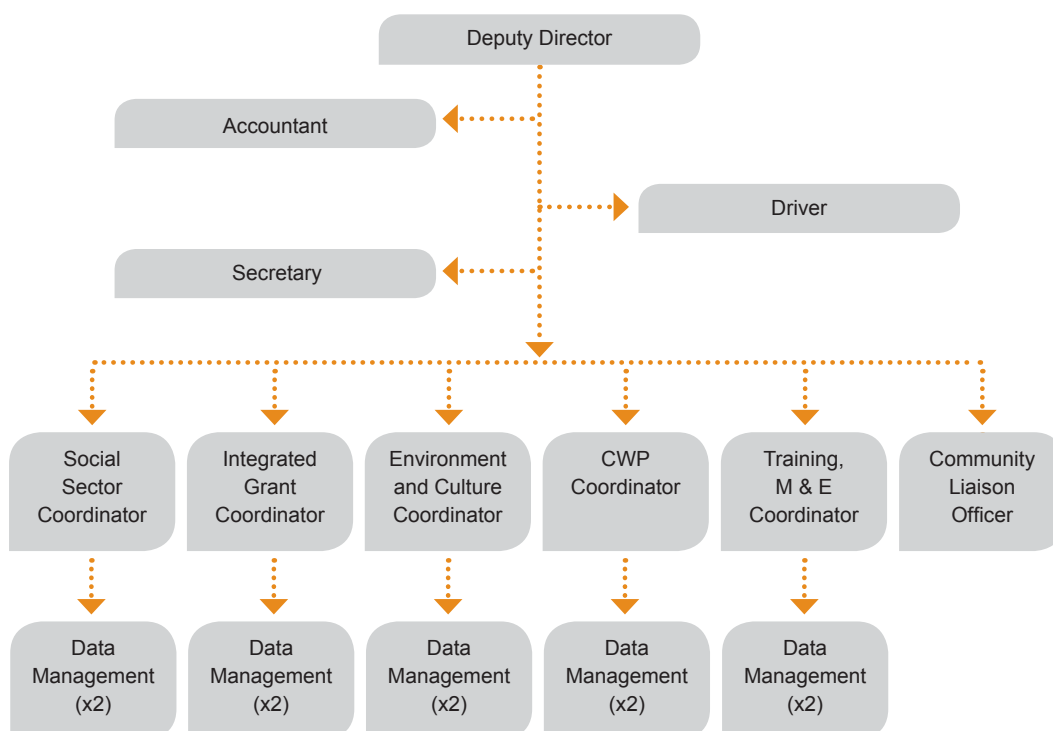 Deputy Director
Accountant
Driver
Secretary
Social
Sector
Coordinator
Integrated
Grant
Coordinator
Environment
and Culture
Coordinator
CWP
Coordinator
Training,
M & E
Coordinator
Community
Liaison
Officer
Data
Management
(x2)
Data
Management
(x2)
Data
Management
(x2)
Data
Management
(x2)
Data
Management
(x2)